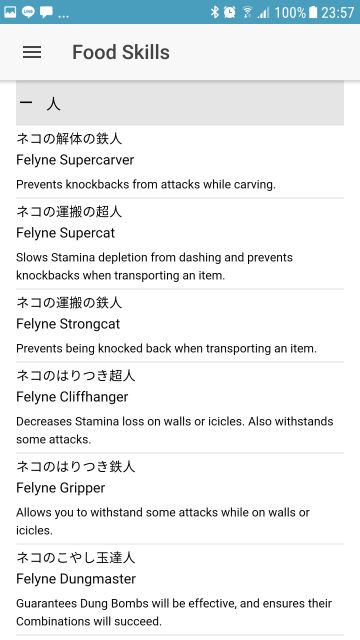 100% 23:57
Food Skills
一 人
ネコの解体の鉄人
Felyne Supercarver
Prevents knockbacks from attacks while carving.
ネコの運搬の超人
Felyne Supercat
Slows Stamina depletion from dashing and prevents
knockbacks when transporting an item.
ネコの運搬の鉄人
Felyne Strongcat
Prevents being knocked back when transporting an item.
ネコのはりつき超人
Felyne Cliffhanger
Decreases Stamina loss on walls or icicles. Also withstands
some attacks.
ネコのはりつき鉄人
Felyne Gripper
Allows you to withstand some attacks while on walls or
icicles.
ネコのこやし玉達人
Felyne Dungmaster
Guarantees Dung Bombs will be effective, and ensures their
Combinations will succeed.